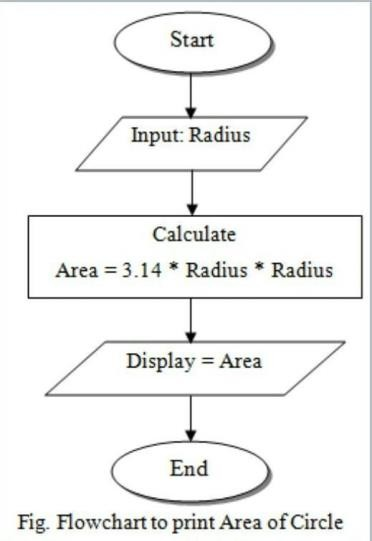 Start
Input: Radius
Calculate
Area = 3.14 * Radius * Radius
Display = Area
End
Fig. Flowchart to print Area of Circle